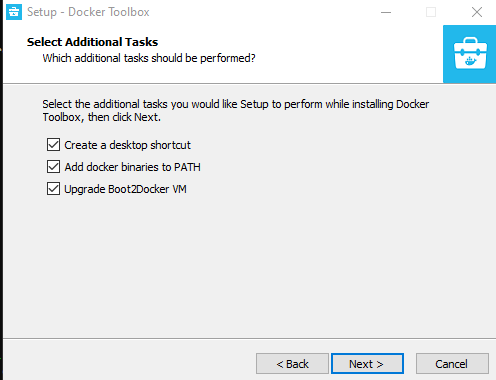 Setup - Docker Toolbox
Select Additional Tasks
Which additional tasks should be performed?
Select the additional tasks you would like Setup to perform while installing Docker
Toolbox, then click Next.
Create a desktop shortcut
Add docker binaries to PATH
Upgrade Boot2Docker VM
< Back
Next >
Cancel